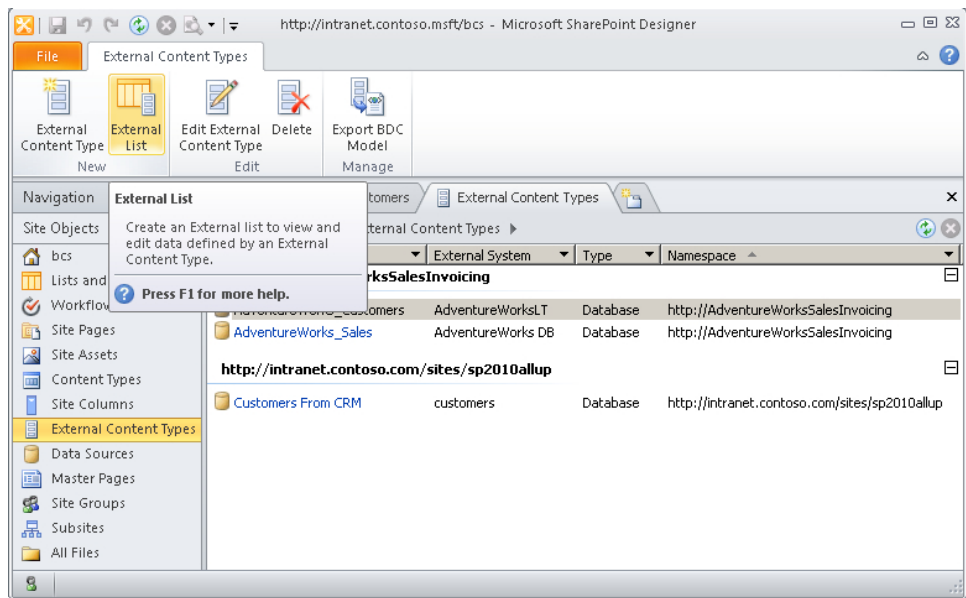 http://intranet.contoso.msft/bcs - Microsoft SharePoint Designer
File External Content Types
External Content Type
External List
Edit External Content Type
Delete
Export BDC Model
New
Edit
Manage
Navigation
tomers
External Content Types
Site Objects
ternal Content Types
External List
Create an External list to view and
edit data defined by an External
Content Type.
Press F1 for more help.
External System Type Namespace
rksSalesInvoicing
omers AdventureWorksLT Database http://AdventureWorksSalesInvoicing
AdventureWorks_Sales AdventureWorks DB Database http://AdventureWorksSalesInvoicing
http://intranet.contoso.com/sites/sp2010allup
Customers From CRM customers Database http://intranet.contoso.com/sites/sp2010allup
bcs
Lists and
Workflow
Site Pages
Site Assets
Content Types
Site Columns
External Content Types
Data Sources
Master Pages
Site Groups
Subsites
All Files